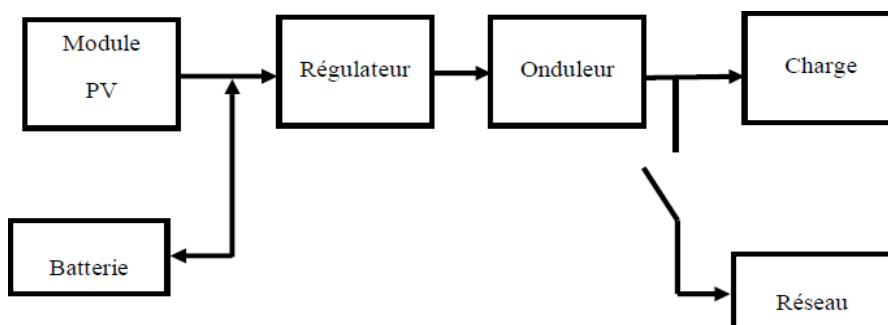 Module
PV
Régulateur
Onduleur
Charge
Batterie
Réseau